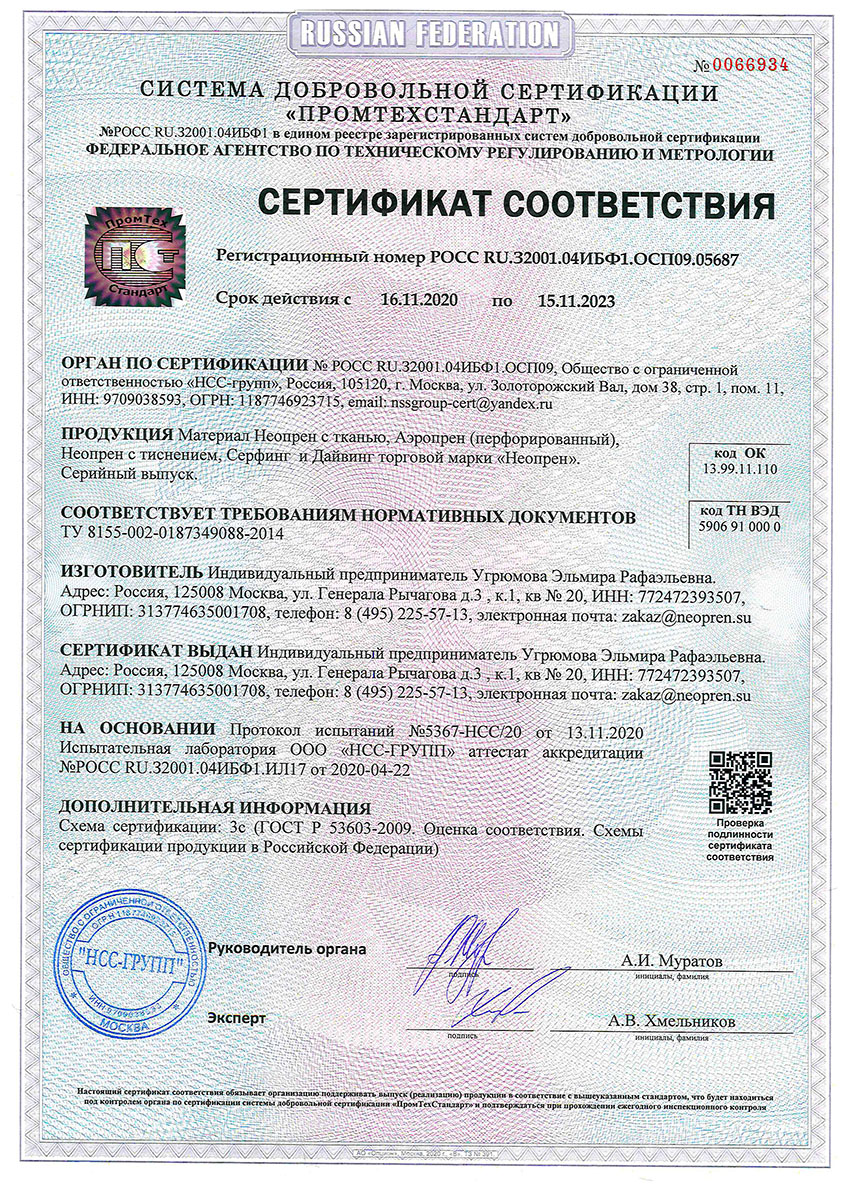 RUSSIAN FEDERATION
№0066934
СИСТЕМА ДОБРОВОЛЬНОЙ СЕРТИФИКАЦИИ
«ПРОМТЕХСТАНДАРТ»
№РОСС RU.З2001.04ИБФ1 в едином реестре зарегистрированных систем добровольной сертификации
ФЕДЕРАЛЬНОЕ АГЕНТСТВО ПО ТЕХНИЧЕСКОМУ РЕГУЛИРОВАНИЮ И МЕТРОЛОГИИ
СЕРТИФИКАТ СООТВЕТСТВИЯ
ПромТех
Стандарт
Регистрационный номер РОСС RU.З2001.04ИБФ1.ОСП09.05687
Срок действия с 16.11.2020 по 15.11.2023
ОРГАН ПО СЕРТИФИКАЦИИ № РОСС RU.З2001.04ИБФ1.ОСП09, Общество с ограниченной
ответственностью «НСС-групп», Россия, 105120, г. Москва, ул. Золоторожский Вал, дом 38, стр. 1, пом. 11,
ИНН: 9709038593, ОГРН: 1187746923715, email: nssgroup-cert@yandex.ru
ПРОДУКЦИЯ Материал Неопрен с тканью, Аэропрен (перфорированный),
Неопрен с тиснением, Серфинг и Дайвинг торговой марки «Неопрен».
Серийный выпуск.
код ОК
13.99.11.110
СООТВЕТСТВУЕТ ТРЕБОВАНИЯМ НОРМАТИВНЫХ ДОКУМЕНТОВ
ТУ 8155-002-0187349088-2014
код ТН ВЭД
5906 91 000 0
ИЗГОТОВИТЕЛЬ Индивидуальный предприниматель Угрюмова Эльмира Рафаэльевна.
Адрес: Россия, 125008 Москва, ул. Генерала Рычагова д.3 , к.1, кв № 20, ИНН: 772472393507,
ОГРНИП: 313774635001708, телефон: 8 (495) 225-57-13, электронная почта: zakaz@neopren.su
СЕРТИФИКАТ ВЫДАН Индивидуальный предприниматель Угрюмова Эльмира Рафаэльевна.
Адрес: Россия, 125008 Москва, ул. Генерала Рычагова д.3 , к.1, кв № 20, ИНН: 772472393507,
ОГРНИП: 313774635001708, телефон: 8 (495) 225-57-13, электронная почта: zakaz@neopren.su
НА ОСНОВАНИИ Протокол испытаний №5367-НСС/20 от 13.11.2020
Испытательная лаборатория ООО «НСС-ГРУПП» аттестат аккредитации
№РОСС RU.З2001.04ИБФ1.ИЛ17 от 2020-04-22
ДОПОЛНИТЕЛЬНАЯ ИНФОРМАЦИЯ
Схема сертификации: 3с (ГОСТ Р 53603-2009. Оценка соответствия. Схемы
сертификации продукции в Российской Федерации)
Проверка
подлинности
сертификата
соответствия
ОБЩЕСТВО С ОГРАНИЧЕННОЙ ОТВЕТСТВЕННОСТЬЮ
"НСС-ГРУПП"
МОСКВА
Руководитель органа
подпись
А.И. Муратов
инициалы, фамилия
Эксперт
подпись
А.В. Хмельников
инициалы, фамилия
Настоящий сертификат соответствия обязывает организацию поддерживать выпуск (реализацию) продукции в соответствие с вышеуказанным стандартом, что будет находиться
под контролем органа по сертификации системы добровольной сертификации «ПромТехСтандарт» и подтверждаться при прохождении ежегодного инспекционного контроля
АО «Опцион», Москва, 2020 г., «Б», ТЗ № 391